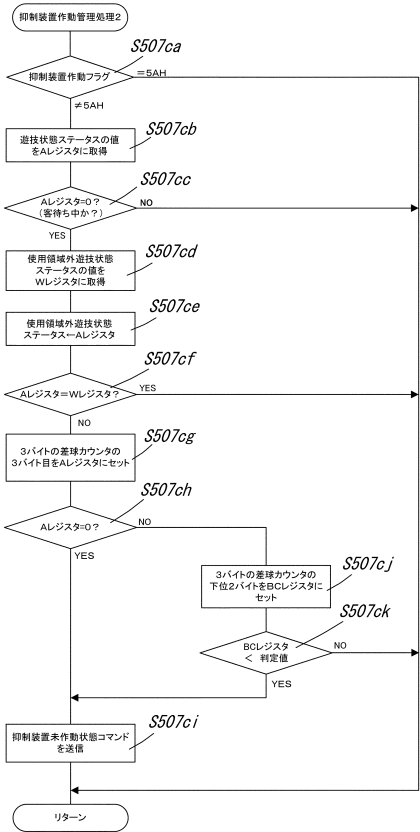 抑制装置作動管理処理2
S507ca
抑制装置作動フラグ
＝5AH
≠5AH
S507cb
遊技状態ステータスの値
をAレジスタに取得
S507cc
Aレジスタ=0？
(客待ち中か？)
NO
YES
S507cd
使用領域外遊技状態
ステータスの値を
Wレジスタに取得
S507ce
使用領域外遊技状態
ステータス←Aレジスタ
S507cf
Aレジスタ＝Wレジスタ？
YES
NO
S507cg
3バイトの差球カウンタの
3バイト目をAレジスタにセット
S507ch
Aレジスタ=0？
NO
YES
S507cj
3バイトの差球カウンタの
下位2バイトをBCレジスタに
セット
S507ck
BCレジスタ
＜ 判定値
NO
YES
S507ci
抑制装置未作動状態コマンド
を送信
リターン